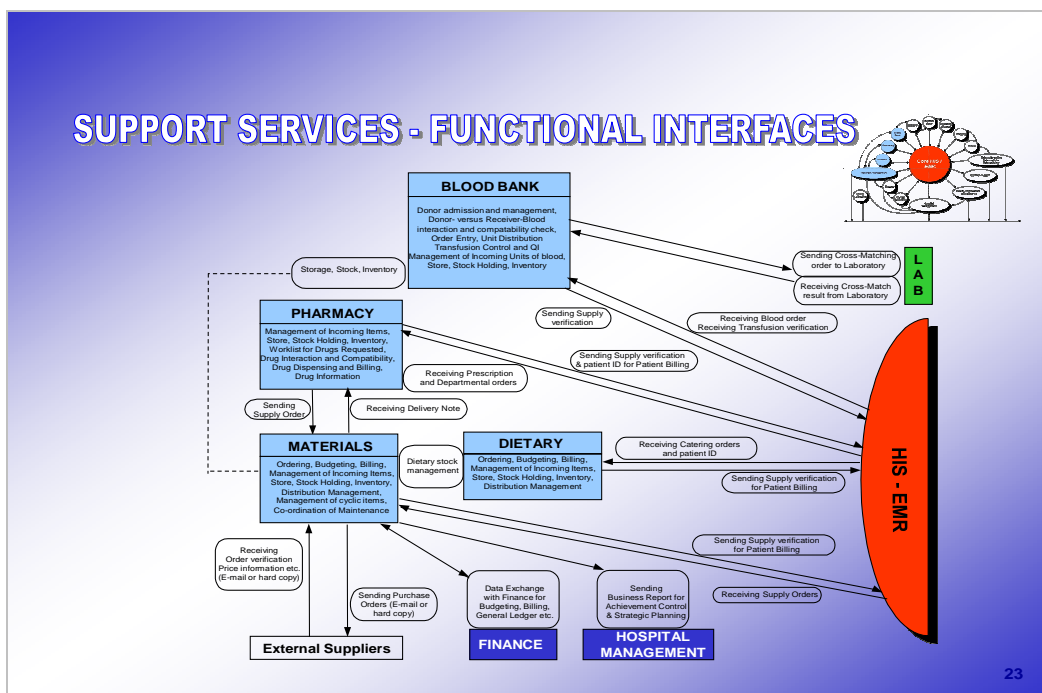 SUPPORT SERVICES - FUNCTIONAL INTERFACES
BLOOD BANK
Donor admission and management,
Donor- versus Receiver-Blood
interaction and compatability check,
Order Entry, Unit Distribution
Transfusion Control and QI
Management of Incoming Units of blood,
Store, Stock Holding, Inventory
Storage, Stock, Inventory
Sending Cross-Matching
order to Laboratory
Receiving Cross-Match
result from Laboratory
L
A
B
PHARMACY
Management of Incoming Items,
Store, Stock Holding, Inventory,
Worklist for Drugs Requested,
Drug Interaction and Compatibility,
Drug Dispensing and Billing,
Drug Information
Sending Supply
verification
Receiving Blood order
Receiving Transfusion verification
Sending Supply verification
& patient ID for Patient Billing
Receiving Prescription
and Departmental orders
Sending
Supply Order
Receiving Delivery Note
MATERIALS
Ordering, Budgeting, Billing,
Management of Incoming Items,
Store, Stock Holding, Inventory,
Distribution Management,
Management of cyclic items,
Co-ordination of Maintenance
Dietary stock
management
DIETARY
Ordering, Budgeting, Billing,
Management of Incoming Items,
Store, Stock Holding, Inventory,
Distribution Management
Receiving Catering orders
and patient ID
Sending Supply verification
for Patient Billing
HIS - EMR
Receiving
Order verification
Price information etc.
(E-mail or hard copy)
Sending Purchase
Orders (E-mail or
hard copy)
Data Exchange
with Finance for
Budgeting, Billing,
General Ledger etc.
Sending
Business Report for
Achievement Control
& Strategic Planning
Sending Supply verification
for Patient Billing
Receiving Supply Orders
External Suppliers
FINANCE
HOSPITAL
MANAGEMENT
23